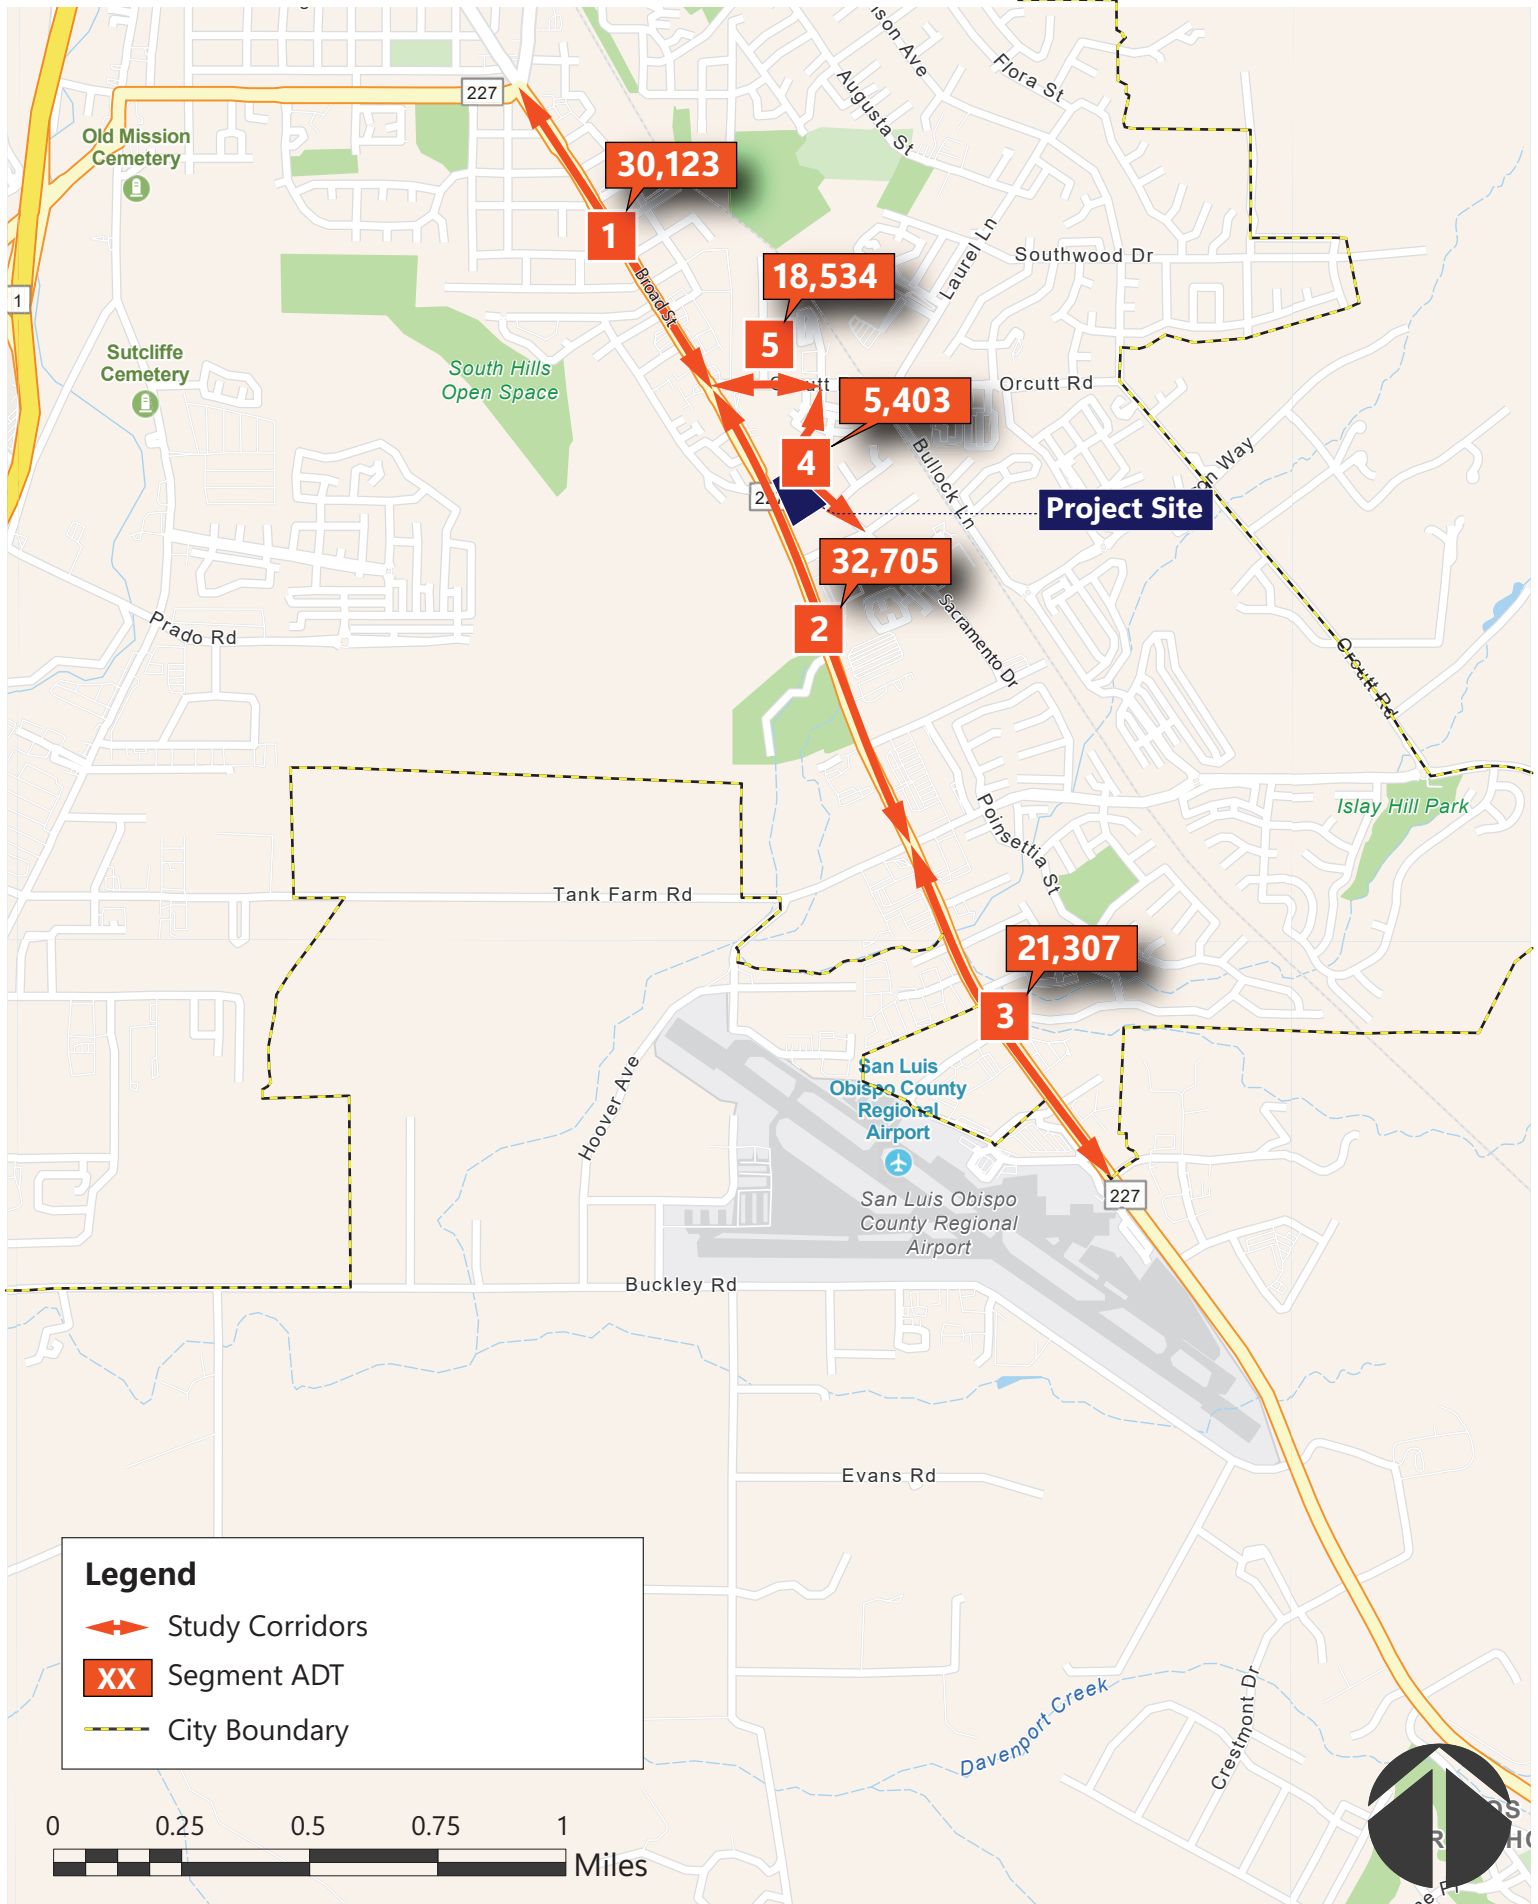 Flora St
Augusta St
227
Old Mission
Cemetery
30,123
1
Broad St
Laurel Ln
Southwood Dr
18,534
1
5
Sutcliffe
Cemetery
South Hills
Open Space
Orcutt Rd
5,403
4
Bullock Ln
Project Site
32,705
2
Sacramento Dr
Prado Rd
Orcutt Rd
Poinsettia St
Islay Hill Park
Tank Farm Rd
21,307
3
Hoover Ave
San Luis
Obispo County
Regional
Airport
San Luis Obispo
County Regional
Airport
227
Buckley Rd
Evans Rd
Legend
Study Corridors
XX Segment ADT
City Boundary
Davenport Creek
Crestmont Dr
0 0.25 0.5 0.75 1
Miles